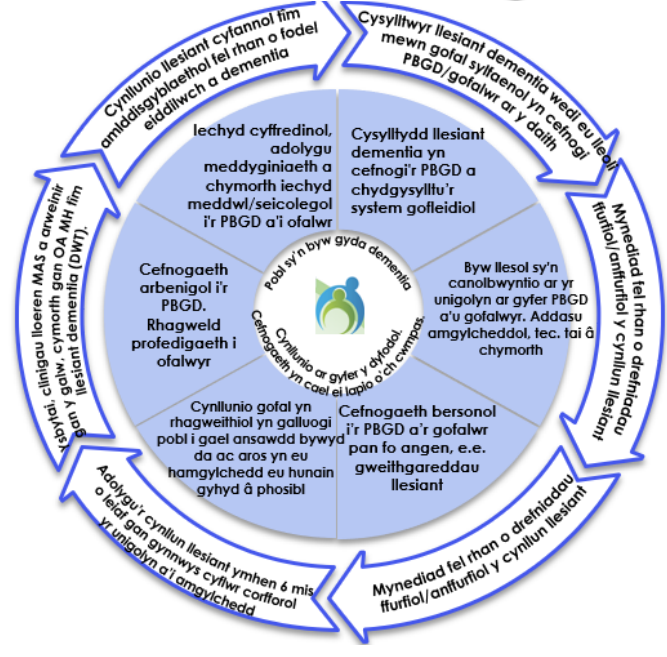 Cynllunio llesiant cyfannol fel rhan o fodel
amlddisgyblaethol fel rhan o fodel
eiddilwch a dementia
Cysylltwyr llesiant dementia wedi eu lleoli
mewn gofal sylfaenol yn cefnogi
PBGD/gofalwr ar y daith
Mynediad fel rhan o drefniadau
ffurfiol/anffurfiol y cynllun llesiant
Mynediad fel rhan o drefniadau
ffurfiol/anffurfiol y cynllun llesiant
Adolygu'r cynllun llesiant ymhen 6 mis
o leiaf gan gynnwys cyflwr corfforol
yr unigolyn a'i amgylchedd
Ysbytai, clinigau lloeren MAS a arweinir
gan y galw, cymorth gan OA MH fim
llesiant dementia (DWT).
Iechyd cyffredinol,
adolygu
meddyginiaeth a
chymorth iechyd
meddwl/seicolegol
i'r PBGD a'i ofalwr
Cysylltydd llesiant
dementia yn
cefnogi'r PBGD a
chydgysylltu'r
system gofleidiol
Byw llesol sy'n
canolbwyntio ar yr
unigolyn ar gyfer PBGD
a'u gofalwyr. Addasu
amgylcheddol, tec. tai â
chymorth
Cefnogaeth bersonol
i'r PBGD a'r gofalwr
pan fo angen, e.e.
gweithgareddau
llesiant
Cynllunio gofal yn
rhagweithiol yn galluogi
pobl i gael ansawdd bywyd
da ac aros yn eu
hamgylchedd eu hunain
gyhyd â phosibl
Cefnogaeth
arbenigol i'r
PBGD.
Rhagweld
profedigaeth i
ofalwyr
Pobl sy'n byw gyda dementia
Cynllunio ar gyfer y dyfodol.
Cefnogaeth yn cael ei lapio o'ch cwmpas.